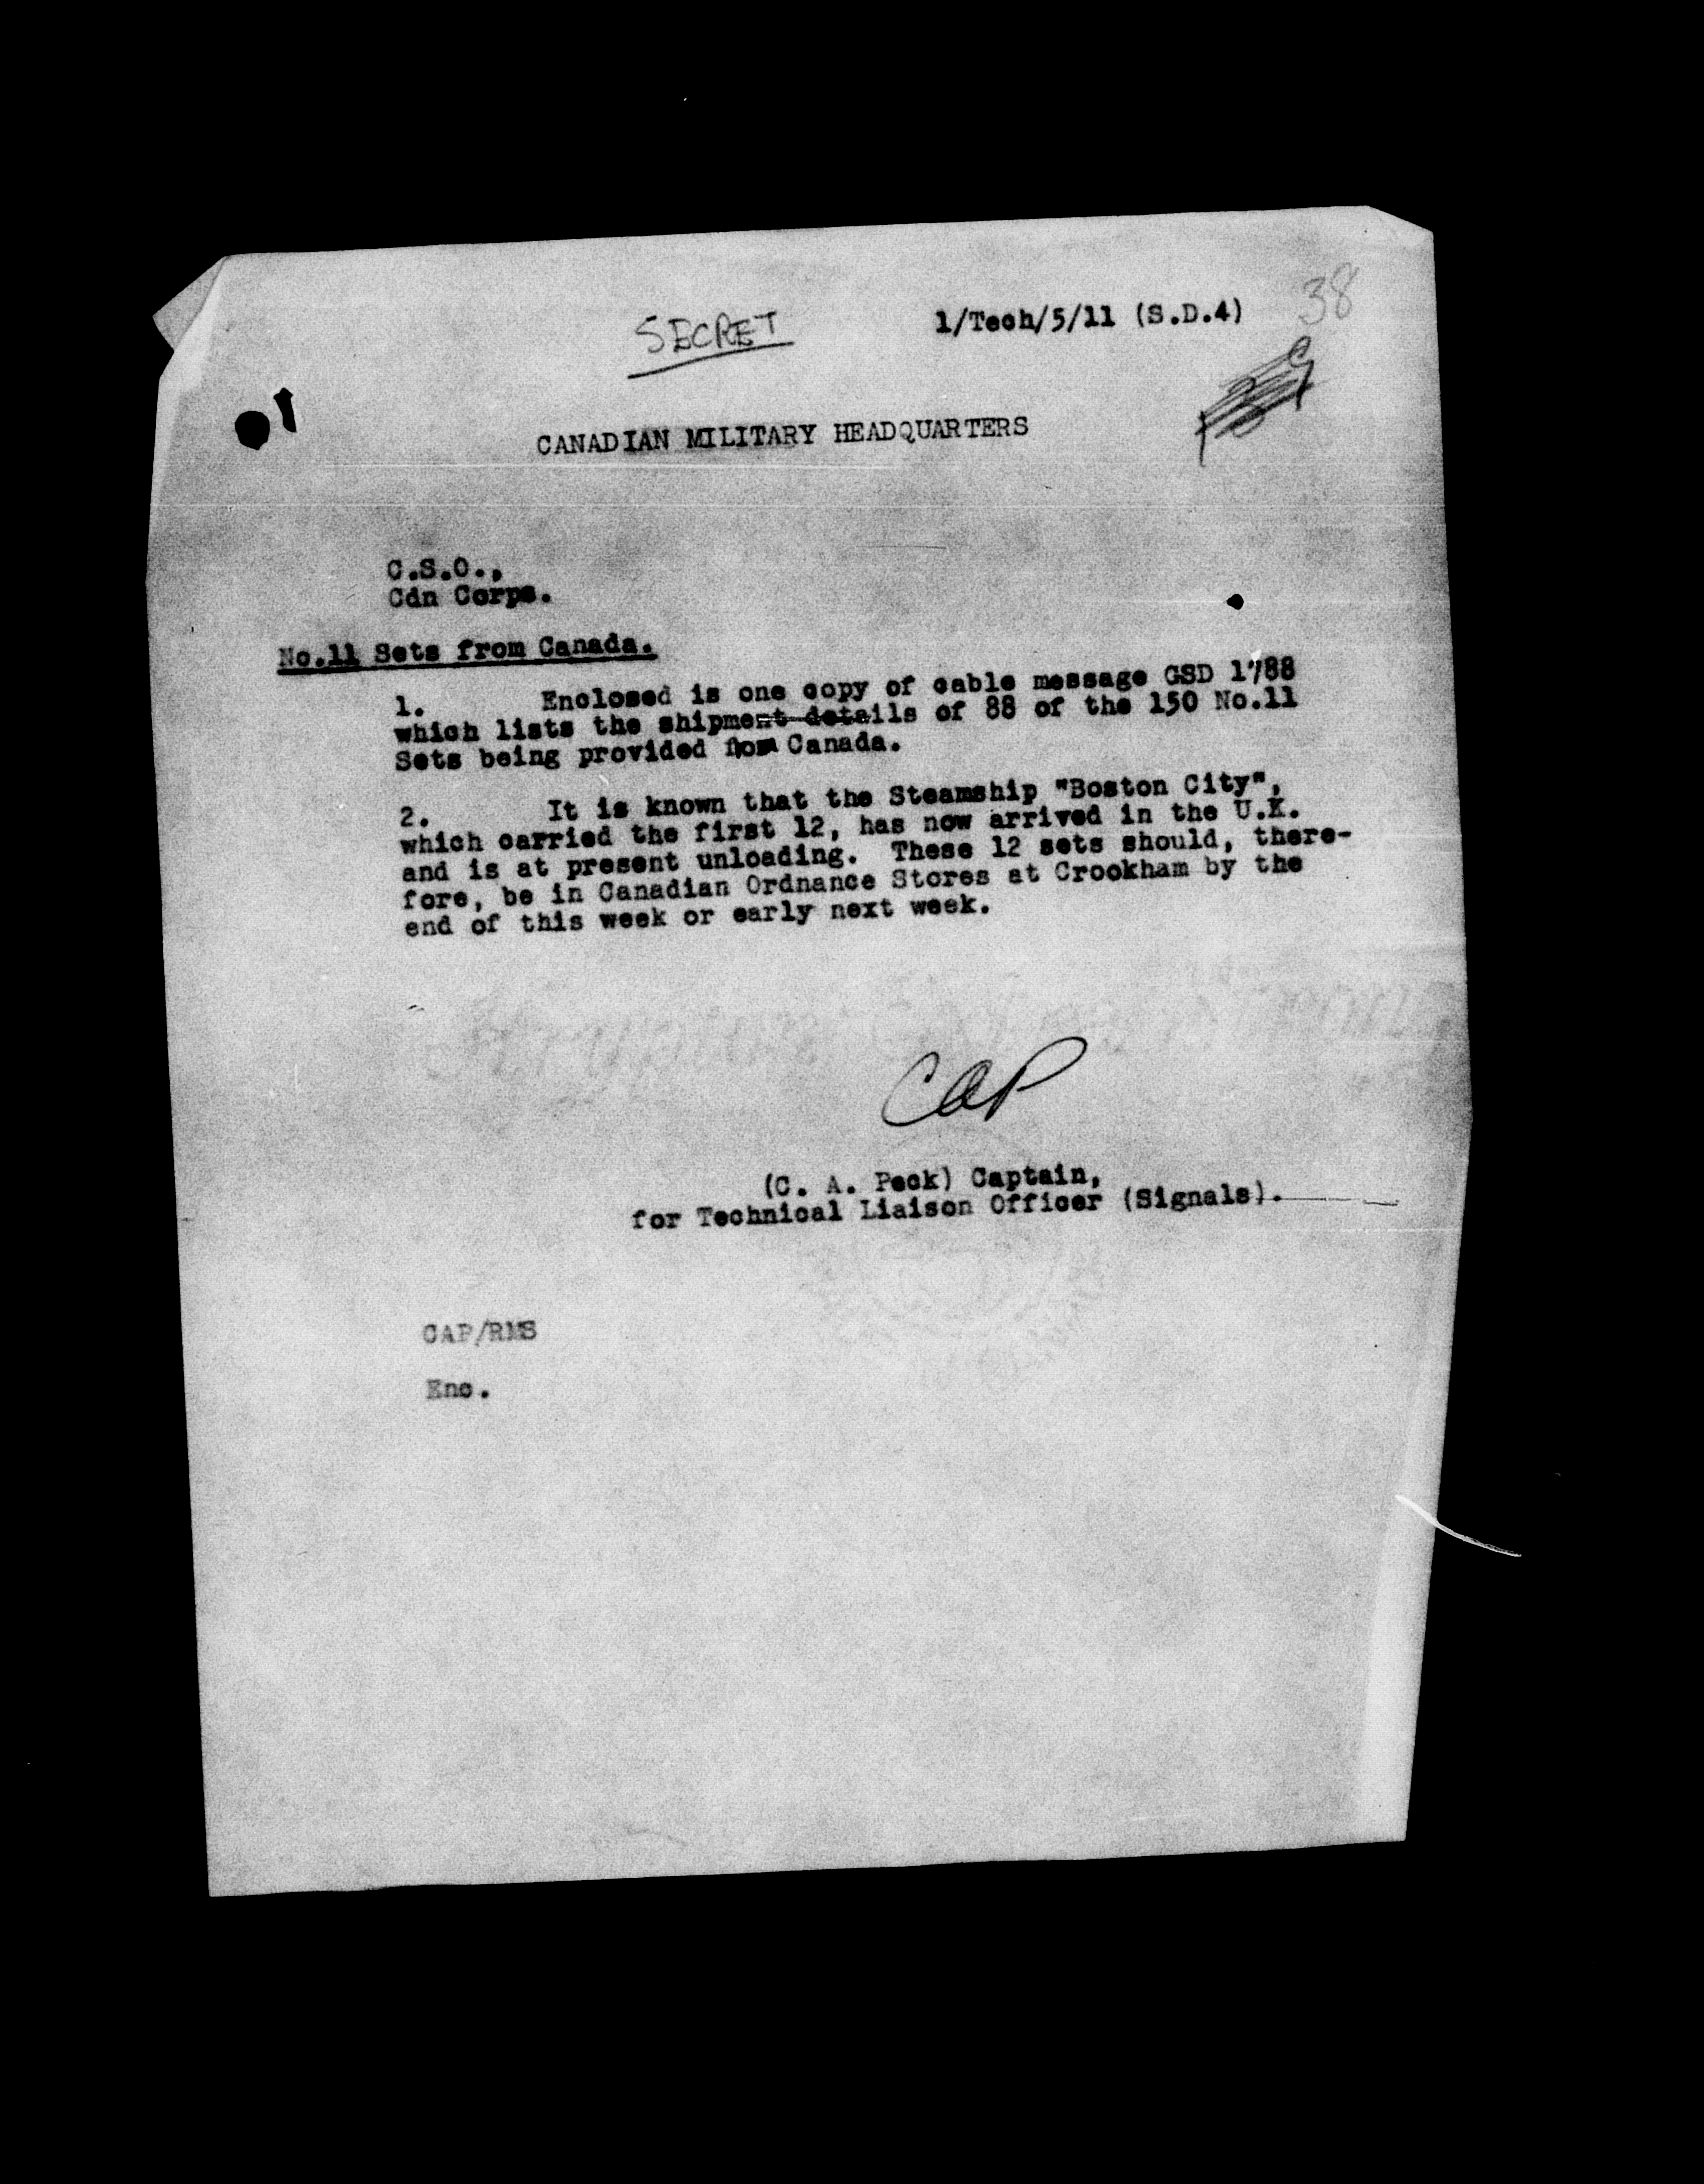 38
SECRET
1/Tech/5/11 (S.D.4)
CANADIAN MILITARY HEADQUARTERS
C.S.O.,
Cdn Corps.
No.11 Sets from Canada.
1. Enclosed is one copy of cable message GSD 1788
which lists the shipment details of 88 of the 150 No.11
Sets being provided from Canada.
2. It is known that the Steamship "Boston City",
which carried the first 12, has now arrived in the U.K.
and is at present unloading. These 12 sets should, there-
fore, be in Canadian Ordnance Stores at Crookham by the
end of this week or early next week.
CAP
(C. A. Peck) Captain,
for Technical Liaison Officer (Signals).
CAP/RMS
Enc.